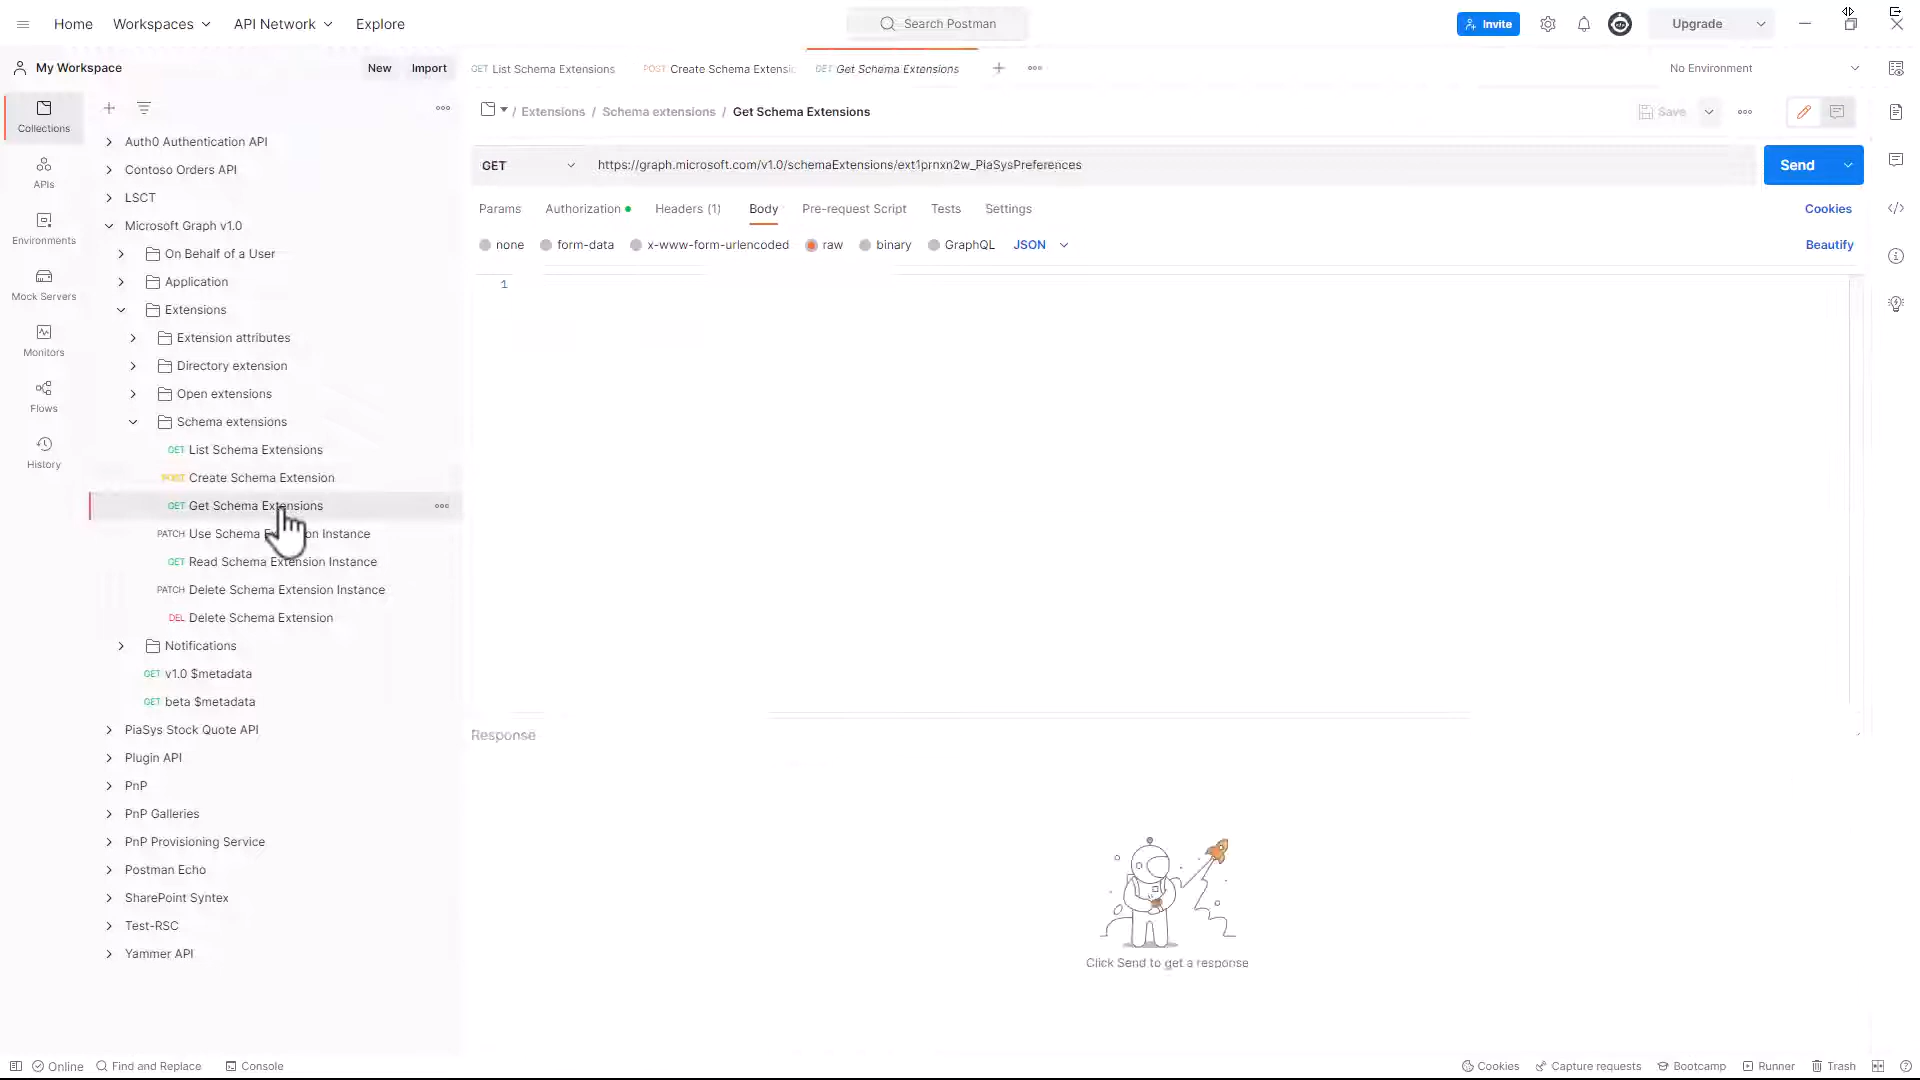 Home Workspaces API Network Explore Search Postman Invite Upgrade
My Workspace New Import GET List Schema Extensions POST Create Schema Extensic GET Get Schema Extensions No Environment
Collections
/ Extensions / Schema extensions / Get Schema Extensions Save
Auth0 Authentication API
GET https://graph.microsoft.com/v1.0/schemaExtensions/ext1prnxn2w_PiaSysPreferences Send
Contoso Orders API
APIs
LSCT
Params Authorization Headers (1) Body Pre-request Script Tests Settings Cookies
Microsoft Graph v1.0
Environments
On Behalf of a User
none form-data x-www-form-urlencoded raw binary GraphQL JSON Beautify
Application
1
Mock Servers
Extensions
Extension attributes
Monitors
Directory extension
Open extensions
Flows
Schema extensions
GET List Schema Extensions
History
POST Create Schema Extension
GET Get Schema Extensions
PATCH Use Schema Instance
GET Read Schema Extension Instance
PATCH Delete Schema Extension Instance
DEL Delete Schema Extension
Notifications
GET v1.0 $metadata
GET beta $metadata
PiaSys Stock Quote API
Response
Plugin API
PnP
PnP Galleries
PnP Provisioning Service
Postman Echo
SharePoint Syntex
Test-RSC
Yammer API
Click Send to get a response
Online Find and Replace Console Cookies Capture requests Bootcamp Runner Trash